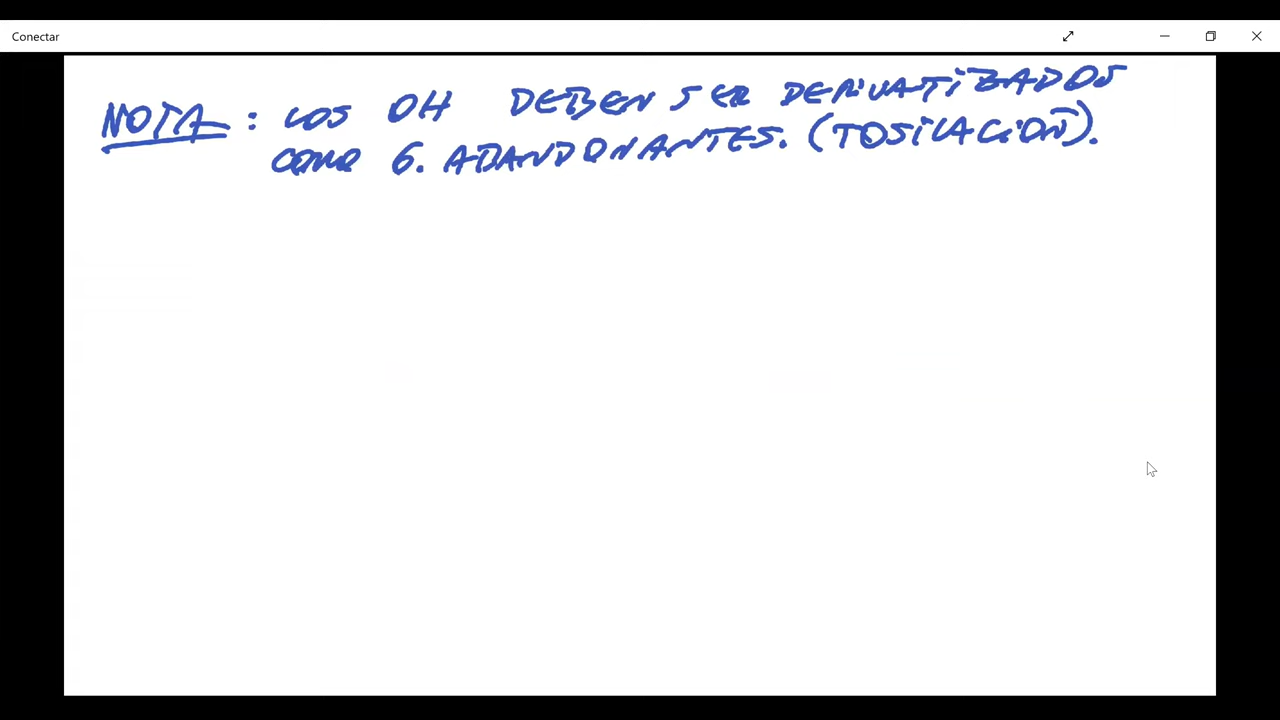 Conectar
NOTA : LOS OH DEBEN SER DERIVATIZADOS
COMO G. ABANDONANTES. (TOSILACIÓN).